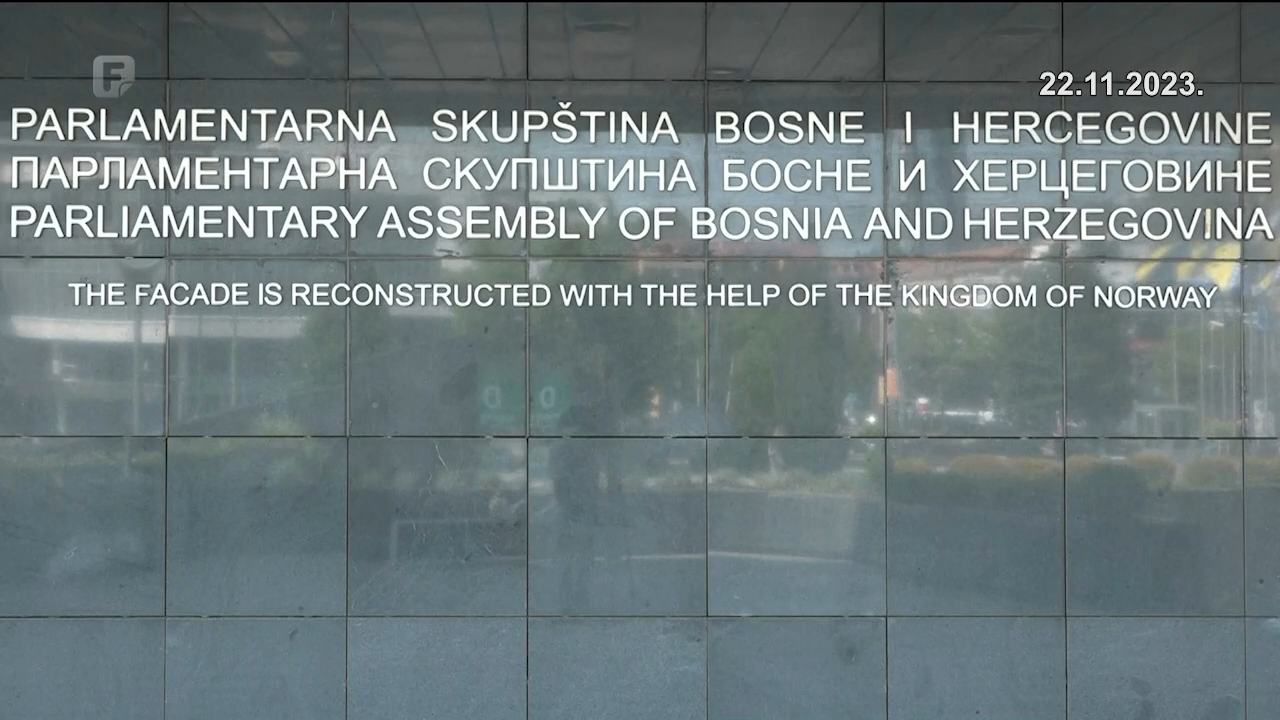 F
22.11.2023.
PARLAMENTARNA SKUPŠTINA BOSNE I HERCEGOVINE
ПАРЛАМЕНТАРНА СКУПШТИНА БОСНЕ И ХЕРЦЕГОВИНЕ
PARLIAMENTARY ASSEMBLY OF BOSNIA AND HERZEGOVINA
THE FACADE IS RECONSTRUCTED WITH THE HELP OF THE KINGDOM OF NORWAY